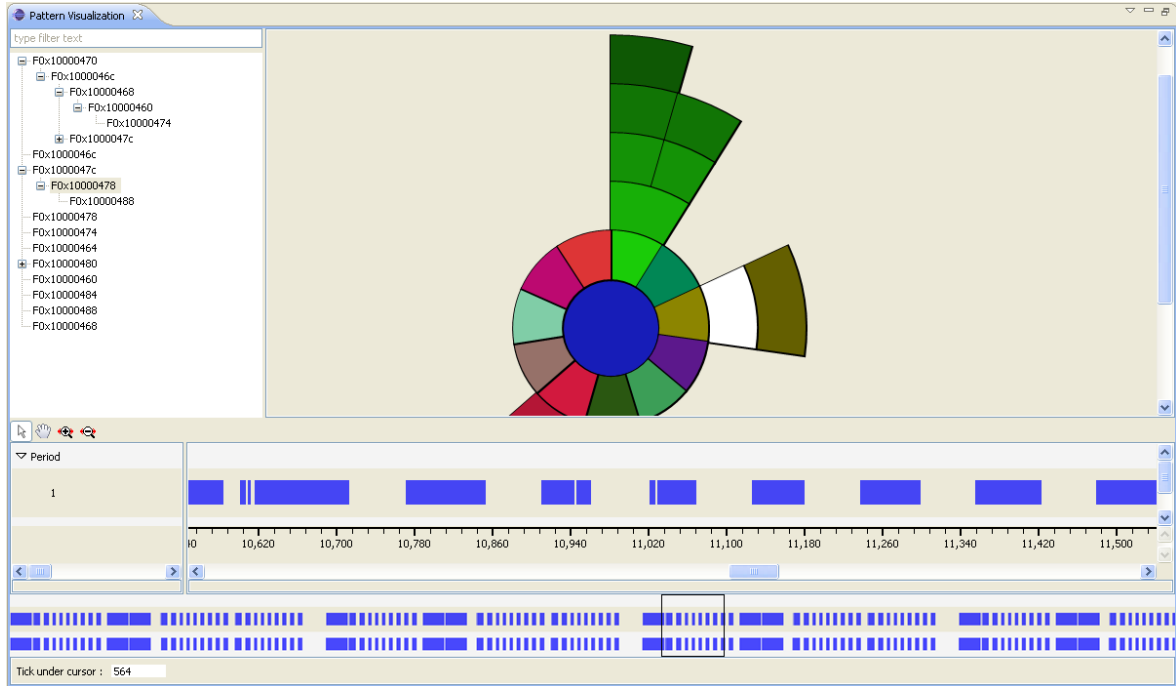 Pattern Visualization
type filter text
F0x10000470
F0x1000046c
F0x10000468
F0x10000460
F0x10000474
F0x1000047c
F0x1000046c
F0x1000047c
F0x10000478
F0x10000488
F0x10000478
F0x10000474
F0x10000464
F0x10000480
F0x10000460
F0x10000484
F0x10000488
F0x10000468
Period
1
40 10,620 10,700 10,780 10,860 10,940 11,020 11,100 11,180 11,260 11,340 11,420 11,500
Tick under cursor : 564